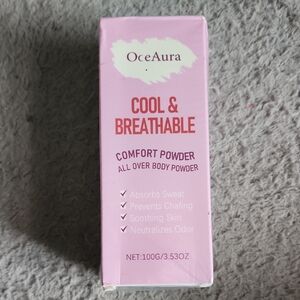 OceAura
COOL &
BREATHABLE
COMFORT POWDER
ALL OVER BODY POWDER
Absorbs Sweat
Prevents Chafing
Soothing Skin
Neutralizes Odor
NET:100G/3.53OZ